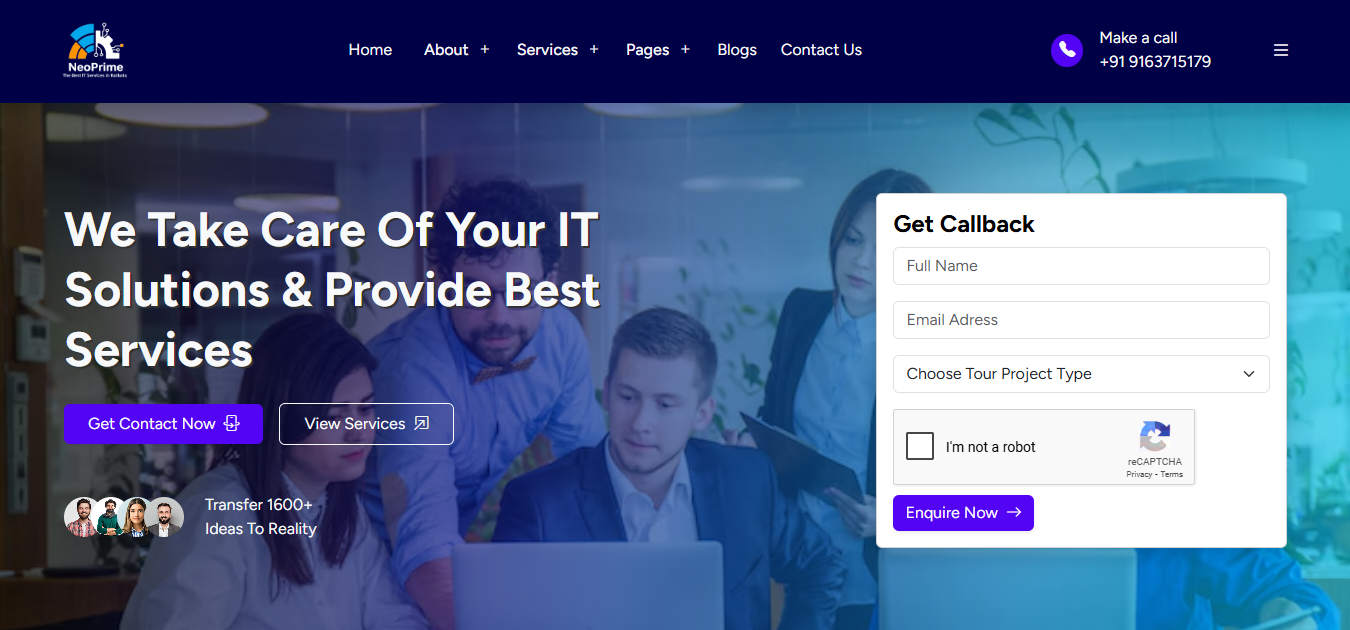 NeoPrime
The Best IT Services in Kolkata
Home
About +
Services +
Pages +
Blogs
Contact Us
Make a call
+91 9163715179
We Take Care Of Your IT
Solutions & Provide Best
Services
Get Contact Now
View Services
Transfer 1600+
Ideas To Reality
Get Callback
Full Name
Email Adress
Choose Tour Project Type
I'm not a robot
reCAPTCHA
Privacy - Terms
Enquire Now